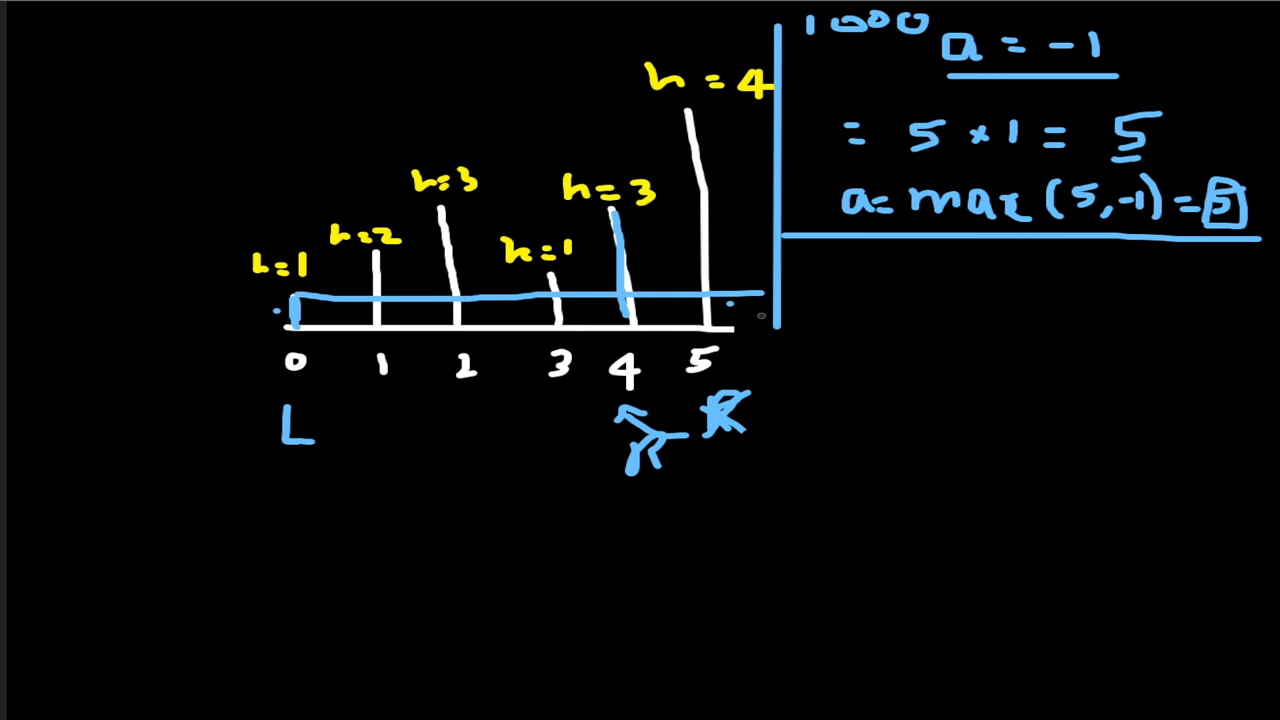 1000
a = -1
= 5 * 1 = 5
a = max (5, -1) = 5
h = 4
h=3
h=3
h=2
h=1
h=1
0 1 2 3 4 5
L R R